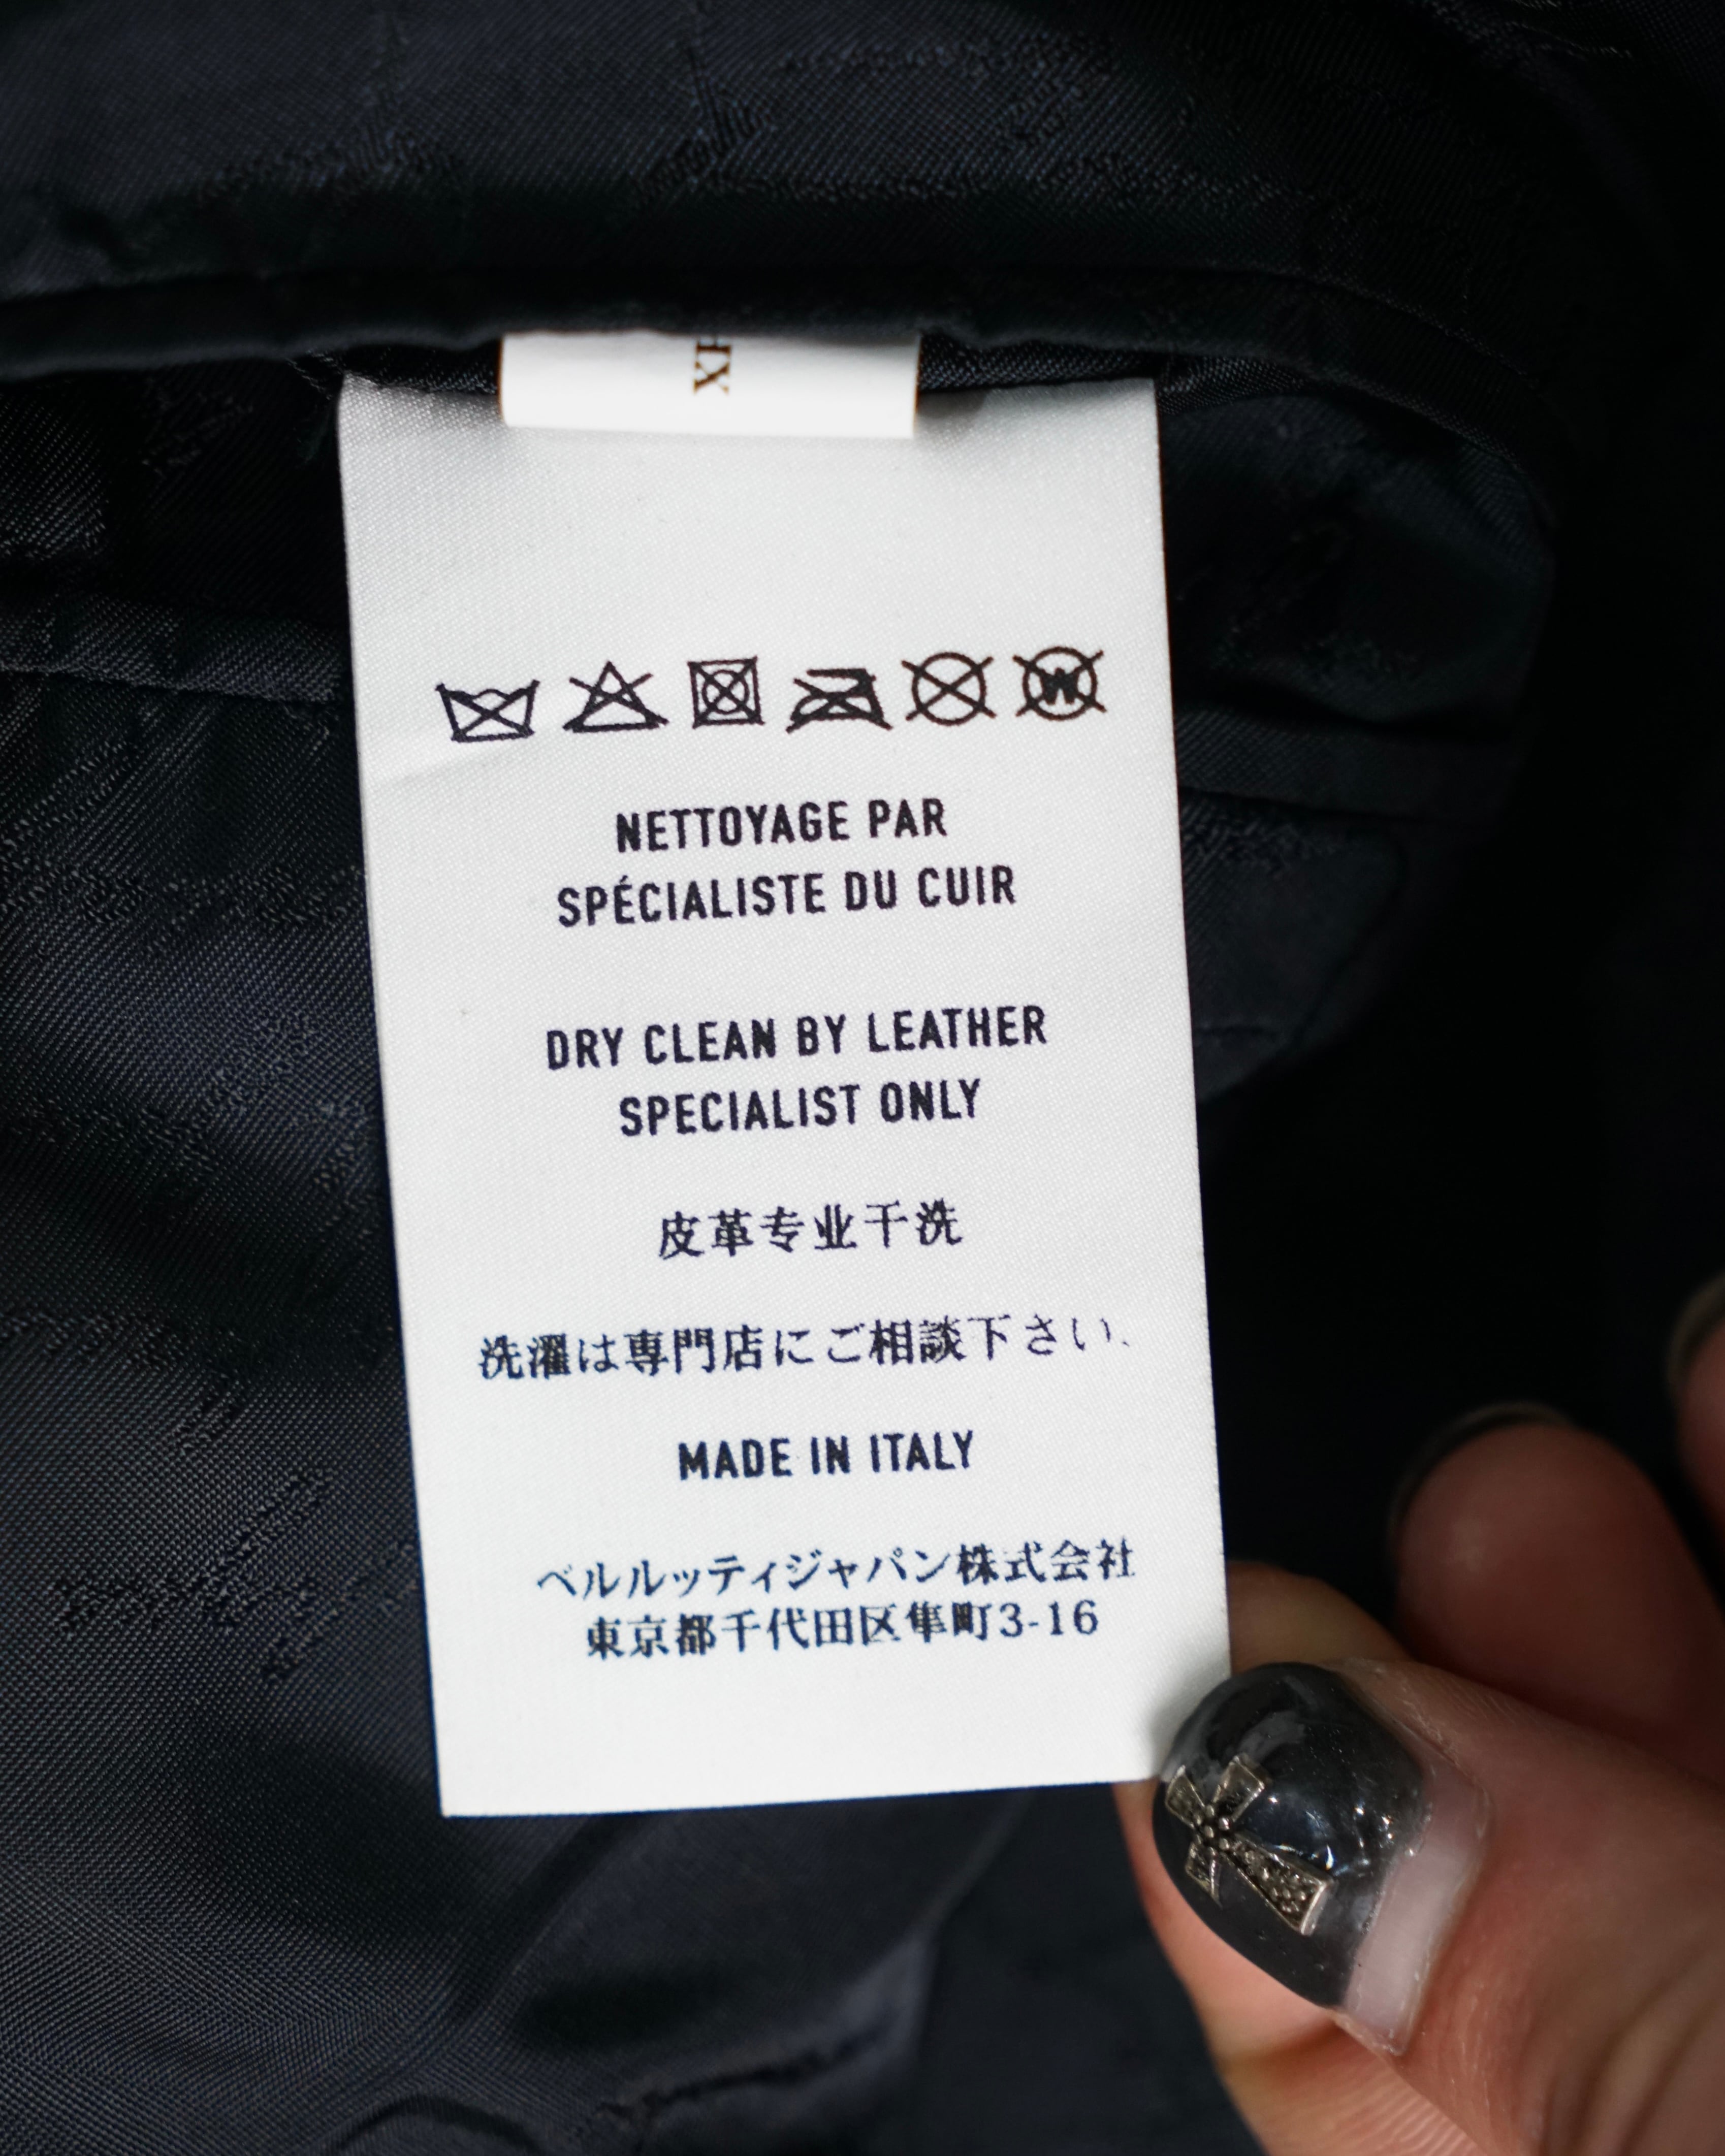 NETTOYAGE PAR
SPÉCIALISTE DU CUIR
DRY CLEAN BY LEATHER
SPECIALIST ONLY
皮革专业干洗
洗濯は専門店にご相談下さい、
MADE IN ITALY
ベルルッティジャパン株式会社
東京都千代田区隼町3-16